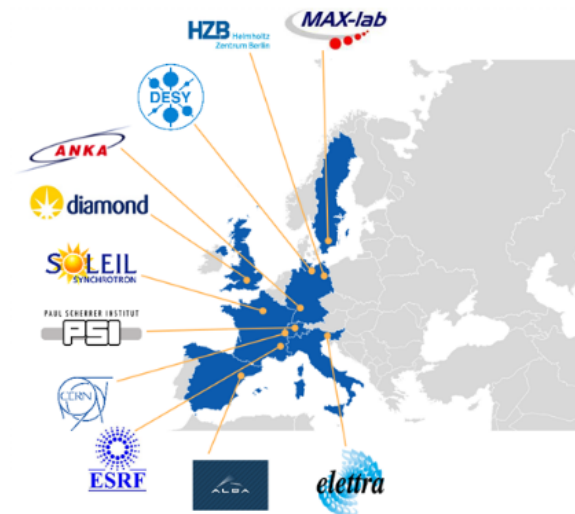 MAX-lab
HZB Helmholtz
Zentrum Berlin
DESY
ANKA
diamond
SOLEIL
SYNCHROTRON
PAUL SCHERRER INSTITUT
PSI
CERN
ESRF
ALBA
elettra